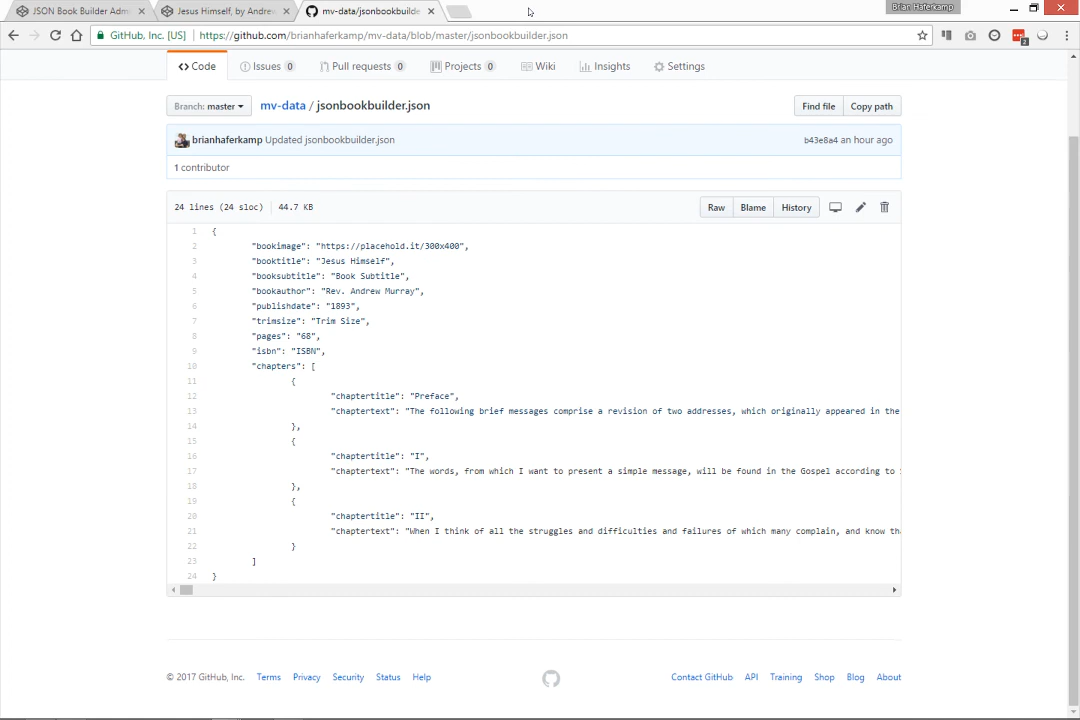 JSON Book Builder Adm
Jesus Himself, by Andrew
mv-data/jsonbookbuilde
Brian Haferkamp
GitHub, Inc. [US]
https://github.com/brianhaferkamp/mv-data/blob/master/jsonbookbuilder.json
2
Code
Issues 0
Pull requests 0
Projects 0
Wiki
Insights
Settings
Branch: master
mv-data / jsonbookbuilder.json
Find file
Copy path
brianhaferkamp Updated jsonbookbuilder.json
b43e8a4 an hour ago
1 contributor
24 lines (24 sloc)
44.7 KB
Raw
Blame
History
1 {
2 "bookimage": "https://placehold.it/300x400",
3 "booktitle": "Jesus Himself",
4 "booksubtitle": "Book Subtitle",
5 "bookauthor": "Rev. Andrew Murray",
6 "publishdate": "1893",
7 "trimsize": "Trim Size",
8 "pages": "68",
9 "isbn": "ISBN",
10 "chapters": [
11 {
12 "chaptertitle": "Preface",
13 "chaptertext": "The following brief messages comprise a revision of two addresses, which originally appeared in the
14 },
15 {
16 "chaptertitle": "I",
17 "chaptertext": "The words, from which I want to present a simple message, will be found in the Gospel according to
18 },
19 {
20 "chaptertitle": "II",
21 "chaptertext": "When I think of all the struggles and difficulties and failures of which many complain, and know
22 }
23 ]
24 }
© 2017 GitHub, Inc.
Terms
Privacy
Security
Status
Help
Contact GitHub
API
Training
Shop
Blog
About